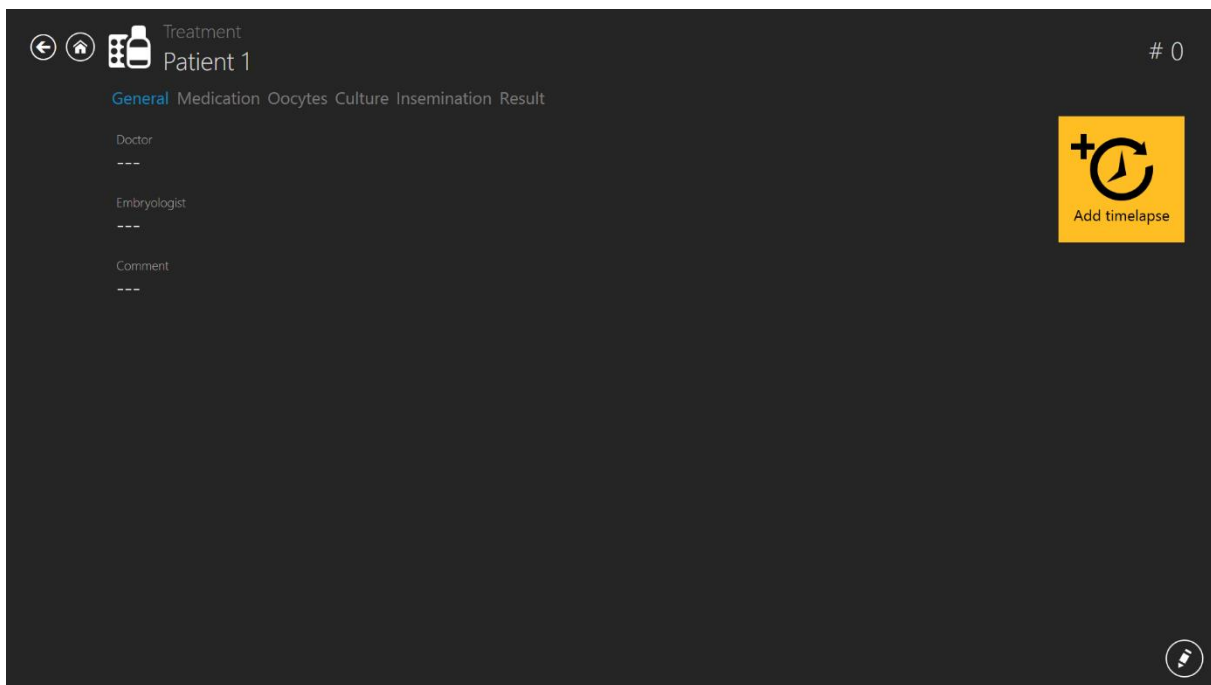 Treatment
Patient 1
# 0
General Medication Oocytes Culture Insemination Result
Doctor
---
Embryologist
---
Comment
---
Add timelapse